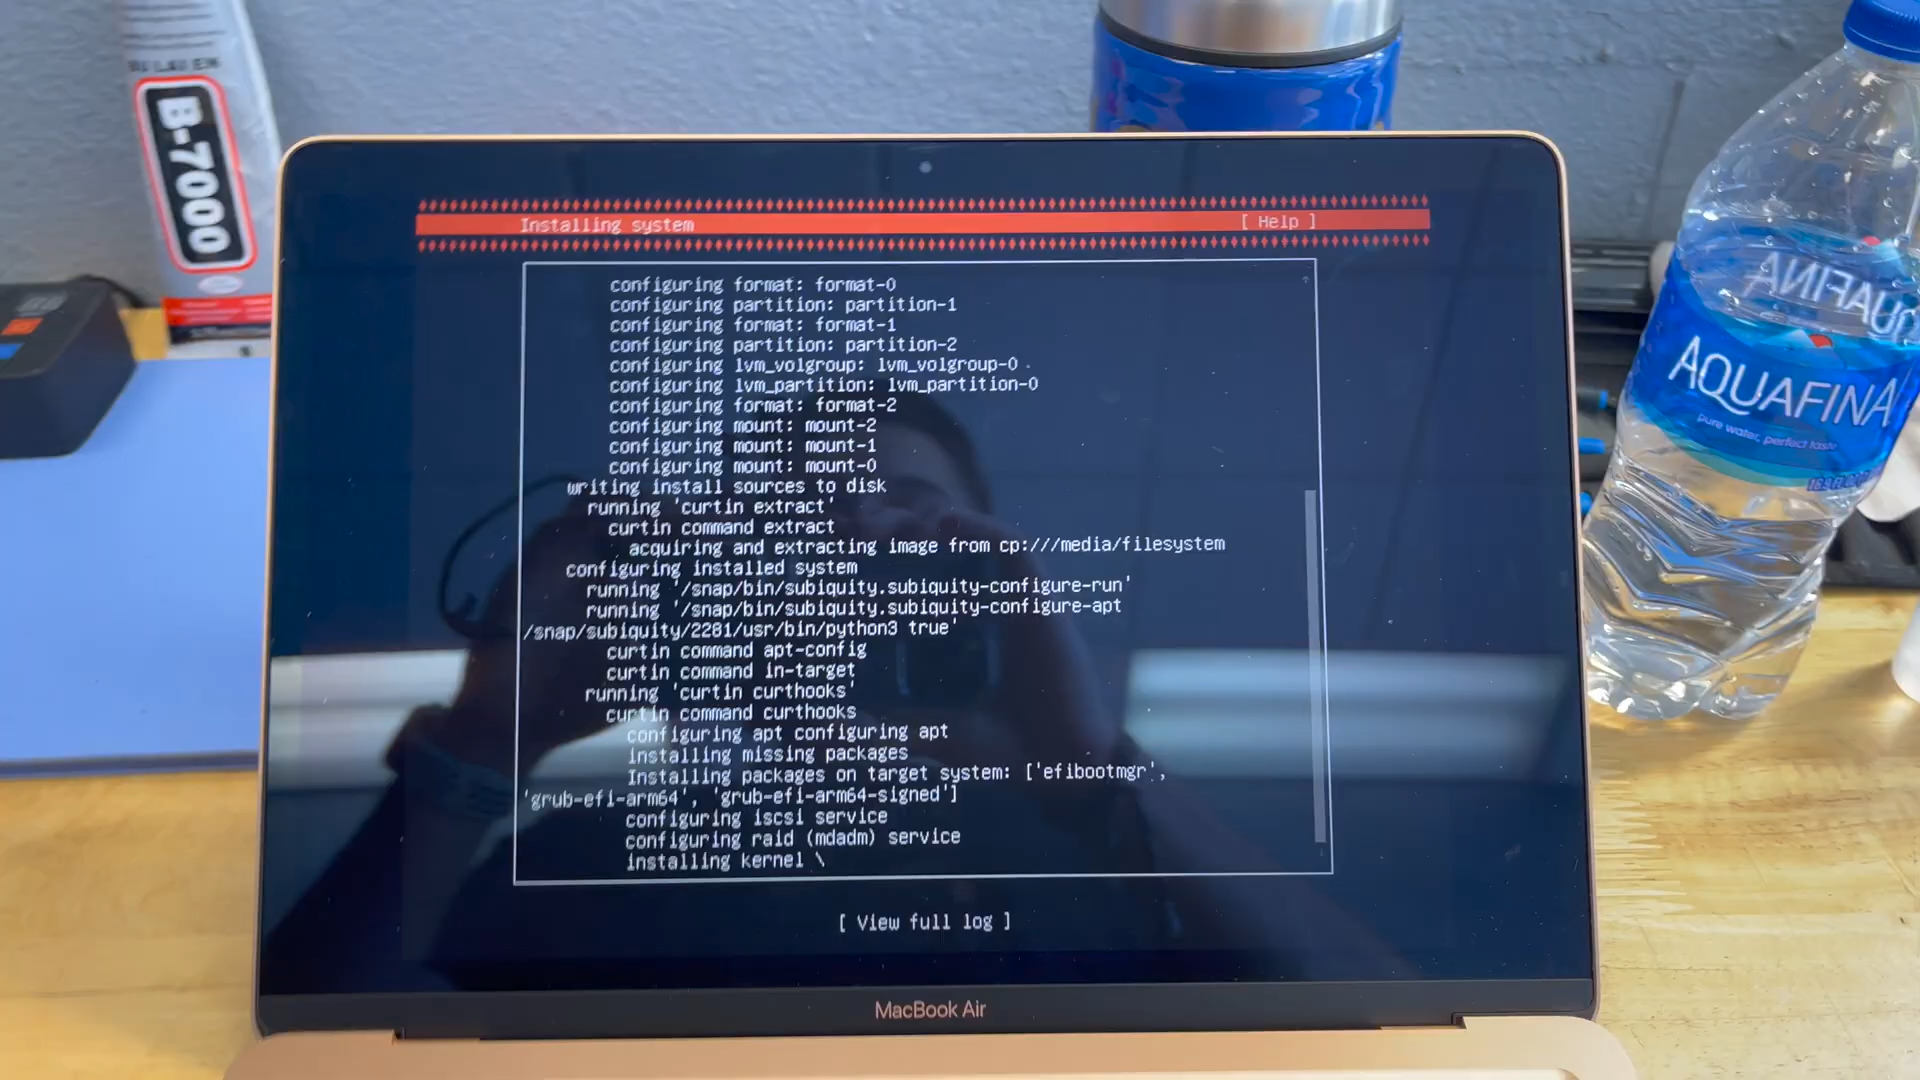 B-7000
Installing system [ Help ]
configuring format: format-0
configuring partition: partition-1
configuring format: format-1
configuring partition: partition-2
configuring lvm_volgroup: lvm_volgroup-0
configuring lvm_partition: lvm_partition-0
configuring format: format-2
configuring mount: mount-2
configuring mount: mount-1
configuring mount: mount-0
writing install sources to disk
running 'curtin extract'
curtin command extract
acquiring and extracting image from cp:///media/filesystem
configuring installed system
running '/snap/bin/subiquity.subiquity-configure-run'
running '/snap/bin/subiquity.subiquity-configure-apt
/snap/subiquity/2281/usr/bin/python3 true'
curtin command apt-config
curtin command in-target
running 'curtin curthooks'
curtin command curthooks
configuring apt configuring apt
installing missing packages
Installing packages on target system: ['efibootmgr',
'grub-efi-arm64', 'grub-efi-arm64-signed']
configuring iscsi service
configuring raid (mdadm) service
installing kernel \
[ View full log ]
MacBook Air
AQUAFINA
AQUAFINA
pure water, perfect taste